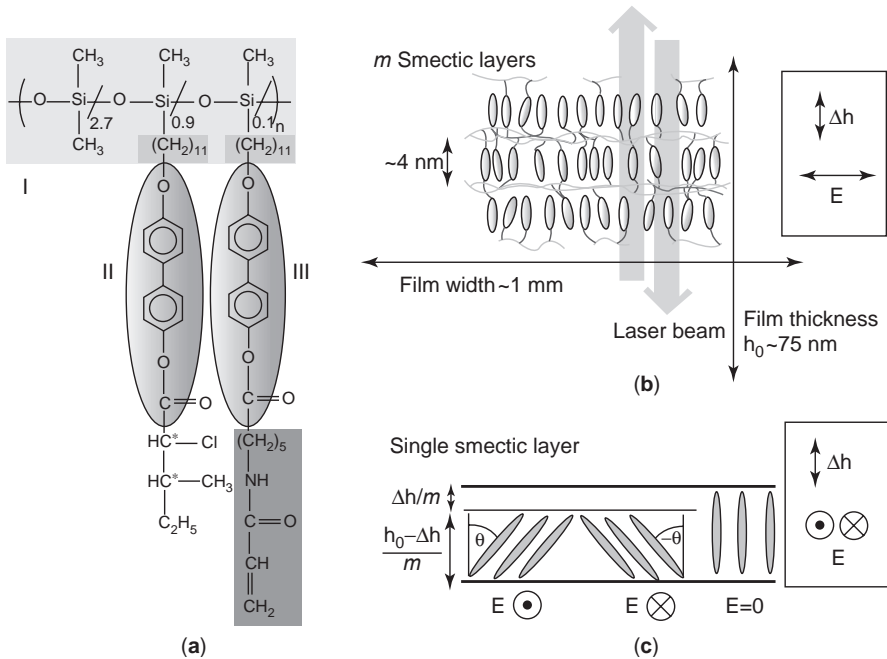 CH₃ CH₃ CH₃
O Si O Si O Si
2.7 0.9 0.1 n
CH₃ (CH₂)₁₁ (CH₂)₁₁
I
O O
II III
O O
C=O C=O
HC*—Cl (CH₂)₅
HC*—CH₃ NH
C₂H₅ C=O
CH
CH₂
(a)
m Smectic layers
~4 nm
Δh
E
Film width~1 mm
Laser beam
Film thickness
h₀~75 nm
(b)
Single smectic layer
Δh/m
h₀–Δh
m
θ –θ
E E E=0
Δh
E
(c)